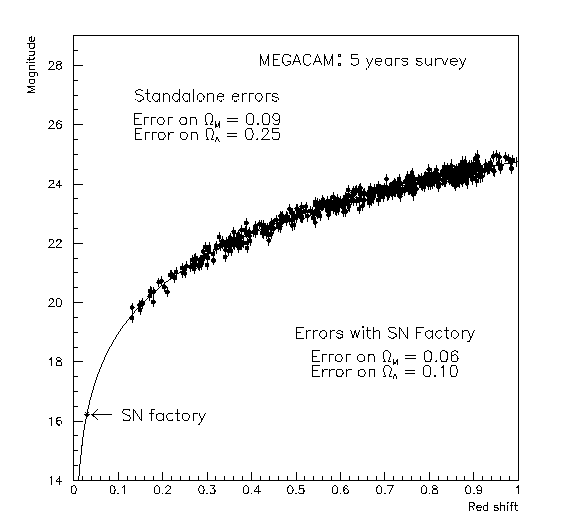 Magnitude
28
26
24
22
20
18
16
14
MEGACAM: 5 years survey
Standalone errors
Error an Ω_M = 0.09
Error on Ω_Λ = 0.25
Errors with SN Factory
Error on Ω_M = 0.06
Error on Ω_Λ = 0.10
SN factory
0 0.1 0.2 0.3 0.4 0.5 0.6 0.7 0.8 0.9 1
Red shift